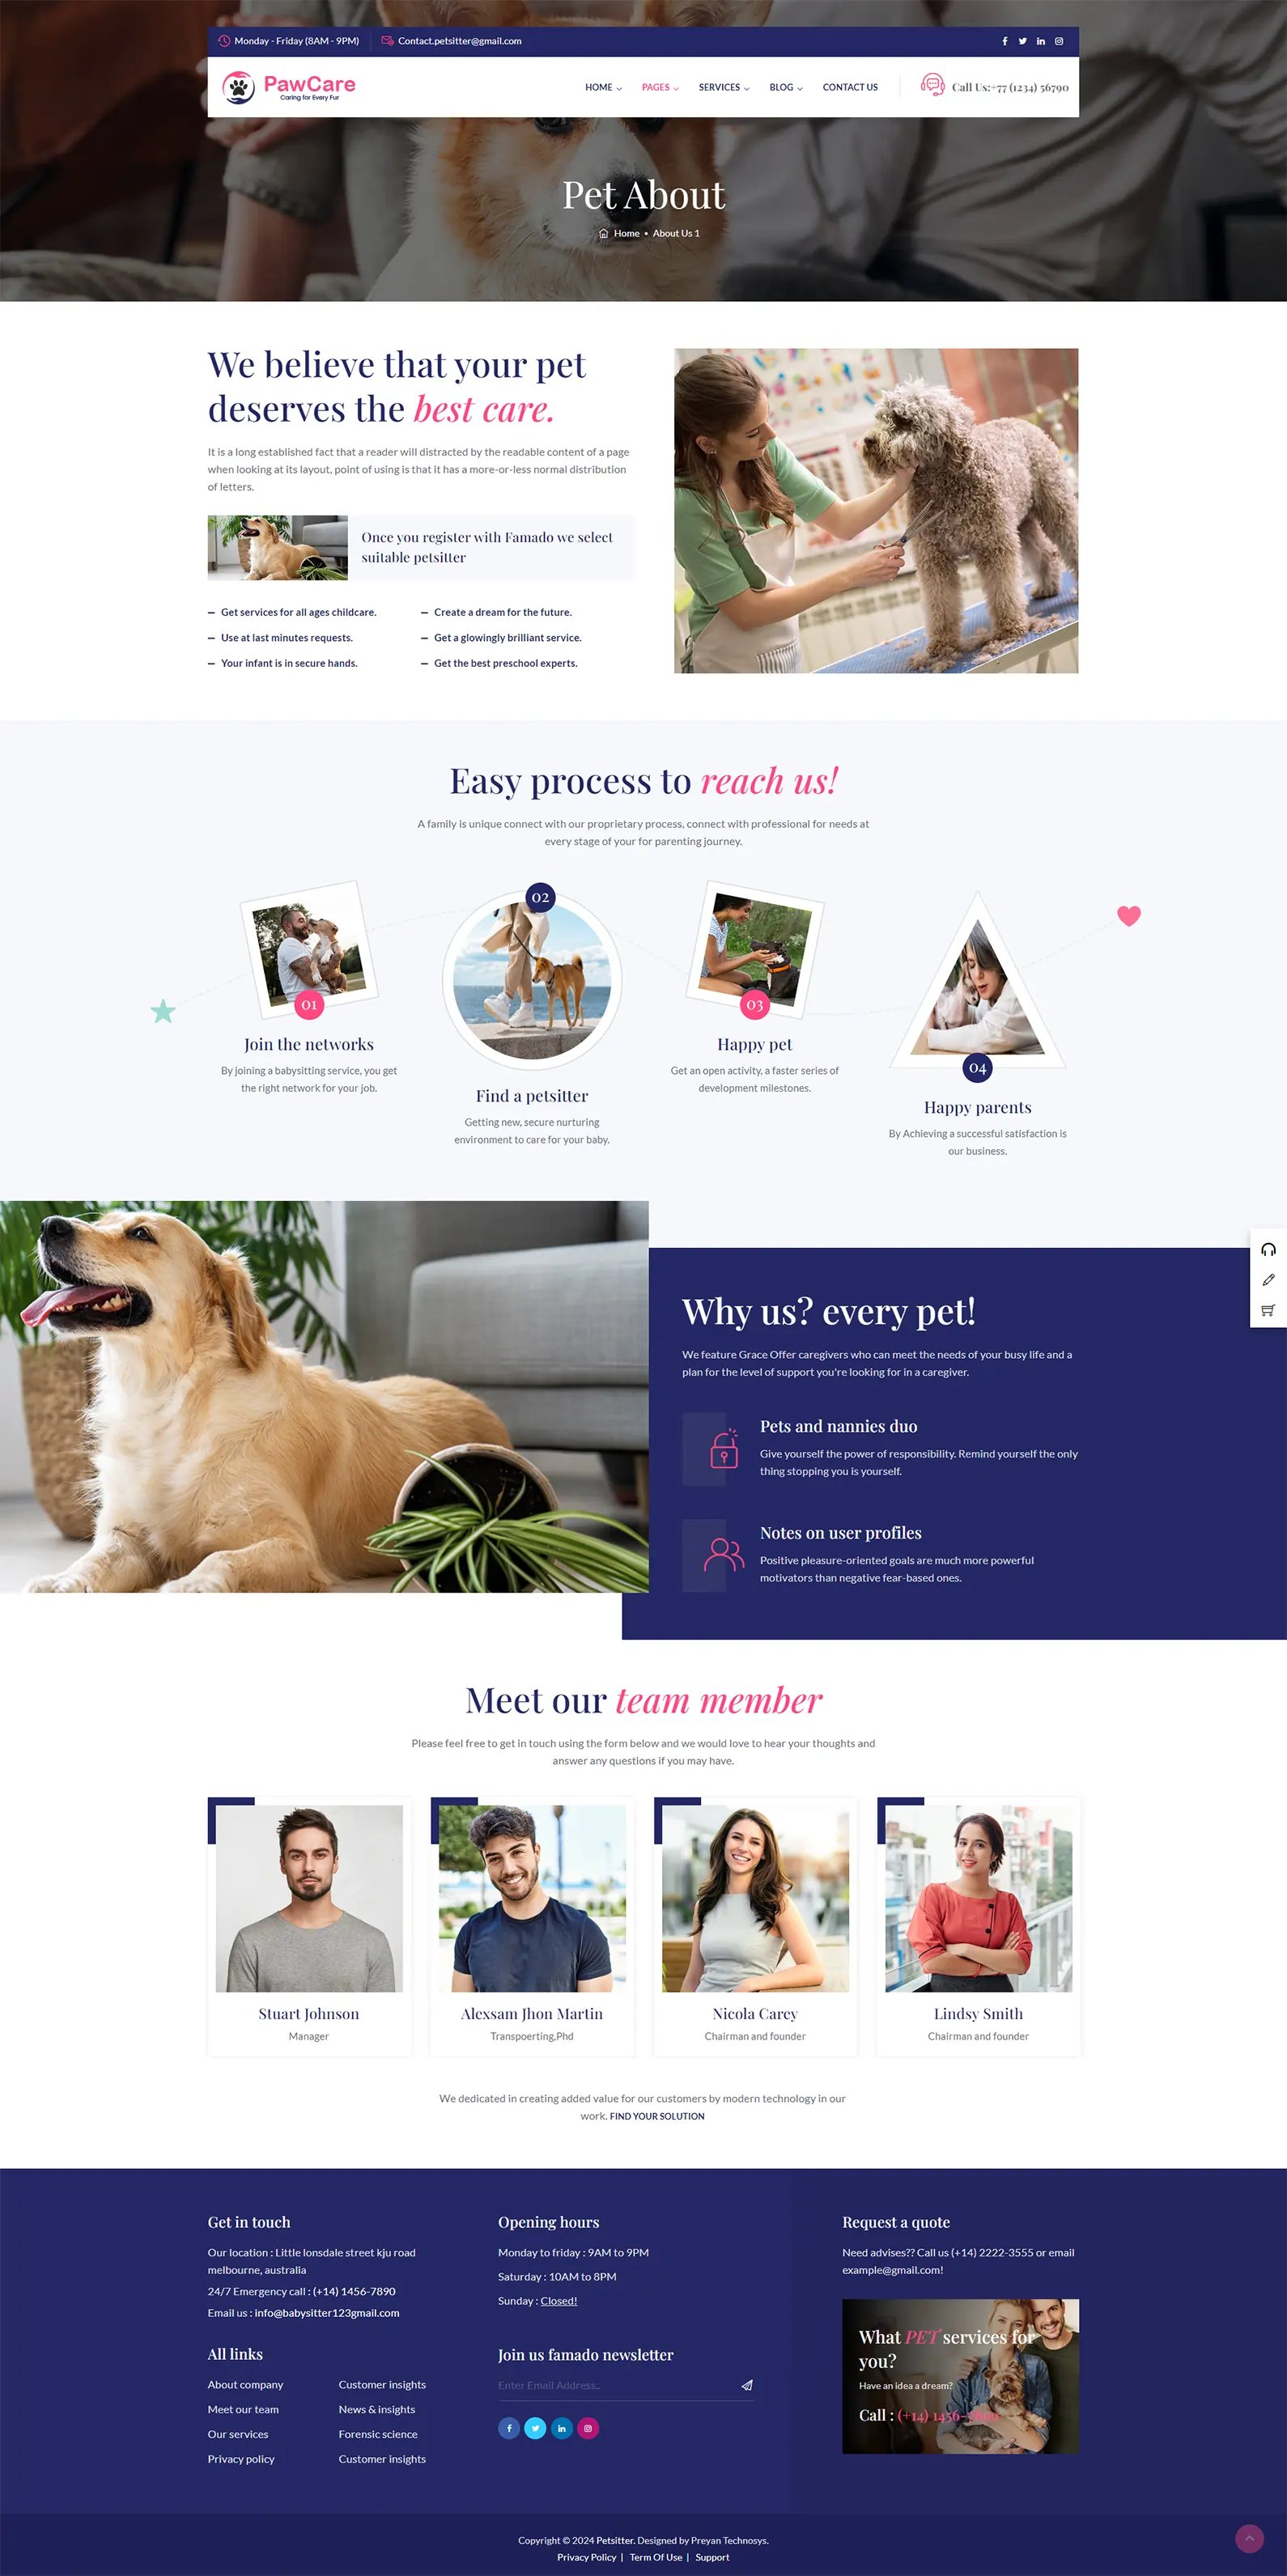 Monday - Friday (8AM - 9PM)
Contact.petsitter@gmail.com
PawCare
Caring for Every Fur
HOME
PAGES
SERVICES
BLOG
CONTACT US
Call Us:+77 (1234) 56790
Pet About
Home • About Us 1
We believe that your pet
deserves the best care.
It is a long established fact that a reader will distracted by the readable content of a page
when looking at its layout, point of using is that it has a more-or-less normal distribution
of letters.
Once you register with Famado we select
suitable petsitter
Get services for all ages childcare.
Use at last minutes requests.
Your infant is in secure hands.
Create a dream for the future.
Get a glowingly brilliant service.
Get the best preschool experts.
Easy process to reach us!
A family is unique connect with our proprietary process, connect with professional for needs at
every stage of your for parenting journey.
01
Join the networks
By joining a babysitting service, you get
the right network for your job.
02
Find a petsitter
Getting new, secure nurturing
environment to care for your baby.
03
Happy pet
Get an open activity, a faster series of
development milestones.
04
Happy parents
By Achieving a successful satisfaction is
our business.
Why us? every pet!
We feature Grace Offer caregivers who can meet the needs of your busy life and a
plan for the level of support you're looking for in a caregiver.
Pets and nannies duo
Give yourself the power of responsibility. Remind yourself the only
thing stopping you is yourself.
Notes on user profiles
Positive pleasure-oriented goals are much more powerful
motivators than negative fear-based ones.
Meet our team member
Please feel free to get in touch using the form below and we would love to hear your thoughts and
answer any questions if you may have.
Stuart Johnson
Manager
Alexsam Jhon Martin
Transpoerting,Phd
Nicola Carey
Chairman and founder
Lindsy Smith
Chairman and founder
We dedicated in creating added value for our customers by modern technology in our
work. FIND YOUR SOLUTION
Get in touch
Our location : Little lonsdale street kju road
melbourne, australia
24/7 Emergency call : (+14) 1456-7890
Email us : info@babysitter123gmail.com
All links
About company
Meet our team
Our services
Privacy policy
Customer insights
News & insights
Forensic science
Customer insights
Opening hours
Monday to friday : 9AM to 9PM
Saturday : 10AM to 8PM
Sunday : Closed!
Join us famado newsletter
Enter Email Address..
Request a quote
Need advises?? Call us (+14) 2222-3555 or email
example@gmail.com!
What PET services for
you?
Have an idea a dream?
Call : (+14) 1456-
Copyright © 2024 Petsitter. Designed by Preyan Technosys.
Privacy Policy | Term Of Use | Support